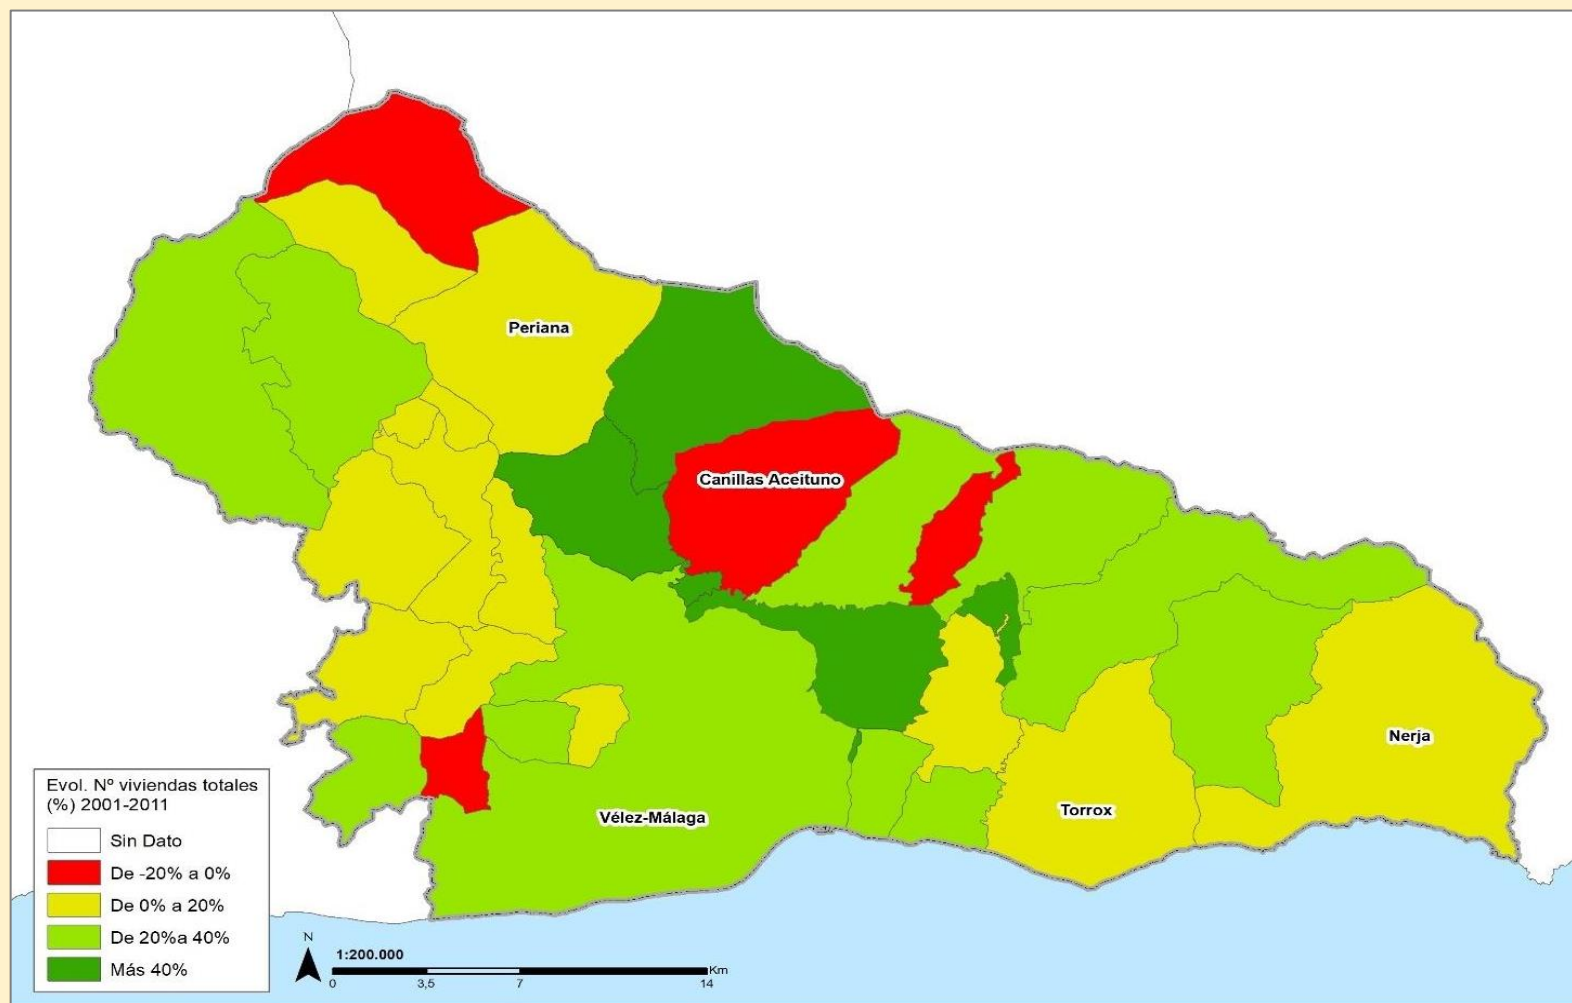 Periana
Canillas Aceituno
Nerja
Torrox
Vélez-Málaga
Evol. Nº viviendas totales
(%) 2001-2011
Sin Dato
De -20% a 0%
De 0% a 20%
De 20%a 40%
Más 40%
N
1:200.000
Km
0 3,5 7 14